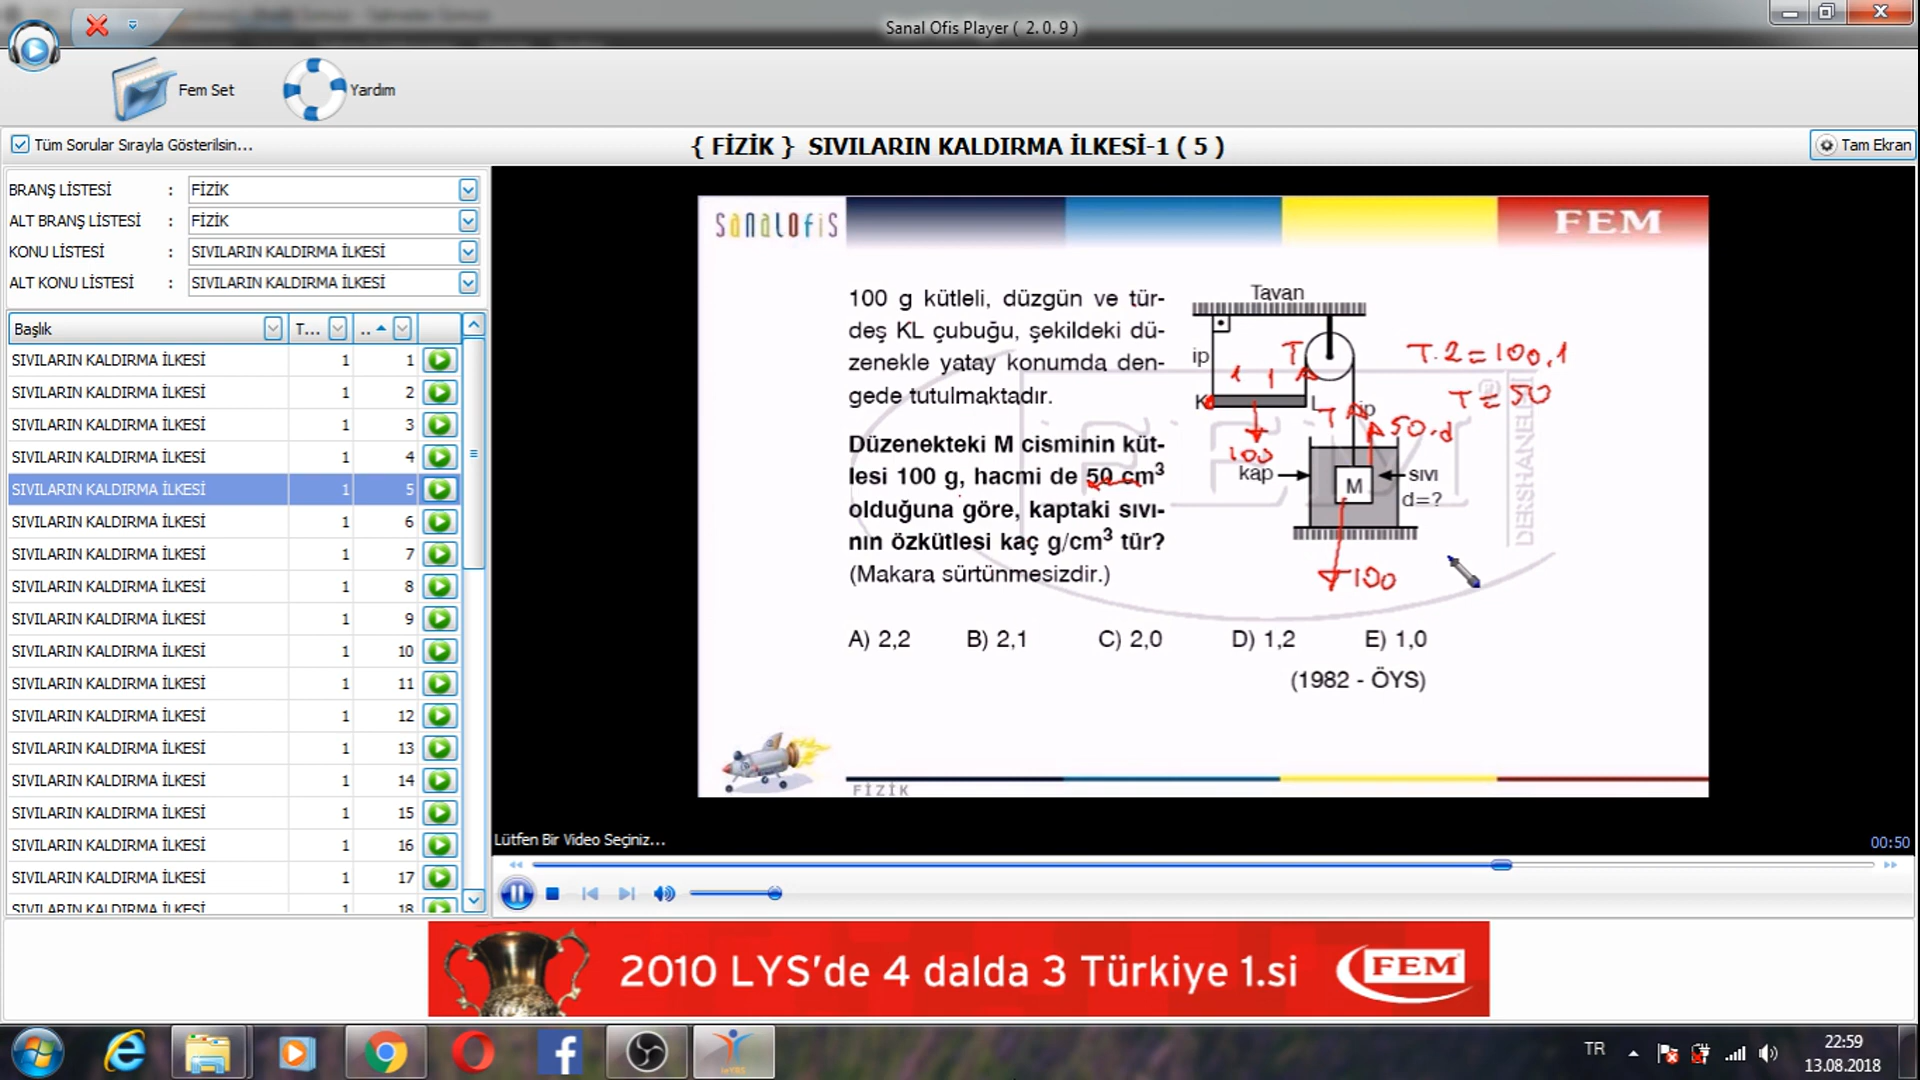 Sanal Ofis Player ( 2.0.9 )
Fem Set
Yardım
Tüm Sorular Sırayla Gösterilsin...
{ FİZİK } SIVILARIN KALDIRMA İLKESİ-1 ( 5 )
Tam Ekran
BRANŞ LİSTESİ : FİZİK
ALT BRANŞ LİSTESİ : FİZİK
KONU LİSTESİ : SIVILARIN KALDIRMA İLKESİ
ALT KONU LİSTESİ : SIVILARIN KALDIRMA İLKESİ
Başlık T... ..
SIVILARIN KALDIRMA İLKESİ 1 1
SIVILARIN KALDIRMA İLKESİ 1 2
SIVILARIN KALDIRMA İLKESİ 1 3
SIVILARIN KALDIRMA İLKESİ 1 4
SIVILARIN KALDIRMA İLKESİ 1 5
SIVILARIN KALDIRMA İLKESİ 1 6
SIVILARIN KALDIRMA İLKESİ 1 7
SIVILARIN KALDIRMA İLKESİ 1 8
SIVILARIN KALDIRMA İLKESİ 1 9
SIVILARIN KALDIRMA İLKESİ 1 10
SIVILARIN KALDIRMA İLKESİ 1 11
SIVILARIN KALDIRMA İLKESİ 1 12
SIVILARIN KALDIRMA İLKESİ 1 13
SIVILARIN KALDIRMA İLKESİ 1 14
SIVILARIN KALDIRMA İLKESİ 1 15
SIVILARIN KALDIRMA İLKESİ 1 16
SIVILARIN KALDIRMA İLKESİ 1 17
SIVILARIN KALDIRMA İLKESİ 1 18
sanalofis
FEM
100 g kütleli, düzgün ve tür-
deş KL çubuğu, şekildeki dü-
zenekle yatay konumda den-
gede tutulmaktadır.
Düzenekteki M cisminin küt-
lesi 100 g, hacmi de 50 cm³
olduğuna göre, kaptaki sıvı-
nın özkütlesi kaç g/cm³ tür?
(Makara sürtünmesizdir.)
Tavan
ip
T
1 1
K L
T
ip
100
50.d
kap
M
sıvı
d=?
100
T.2=100.1
T=50
FEM
DERSHANELERİ
A) 2,2 B) 2,1 C) 2,0 D) 1,2 E) 1,0
(1982 - ÖYS)
FİZİK
Lütfen Bir Video Seçiniz...
00:50
2010 LYS'de 4 dalda 3 Türkiye 1.si
FEM
TR
22:59
13.08.2018